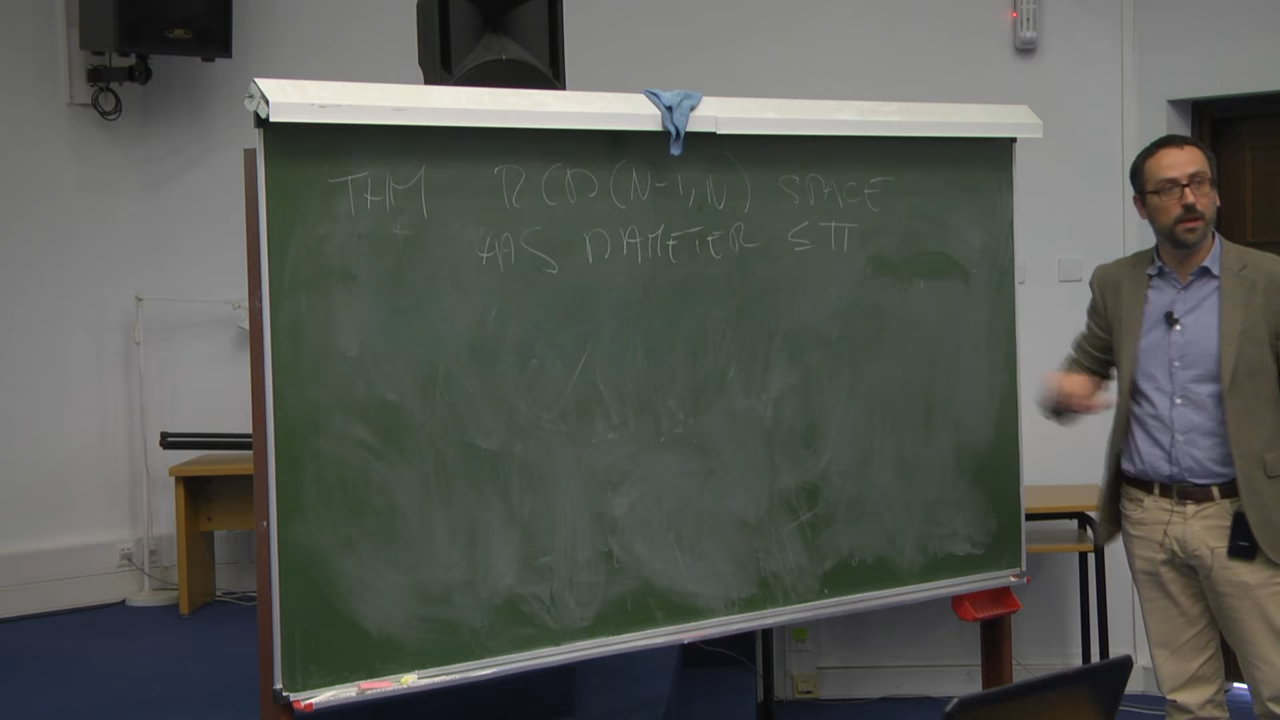 THM RCD(N-1,N) SPACE
HAS DIAMETER ≤ π